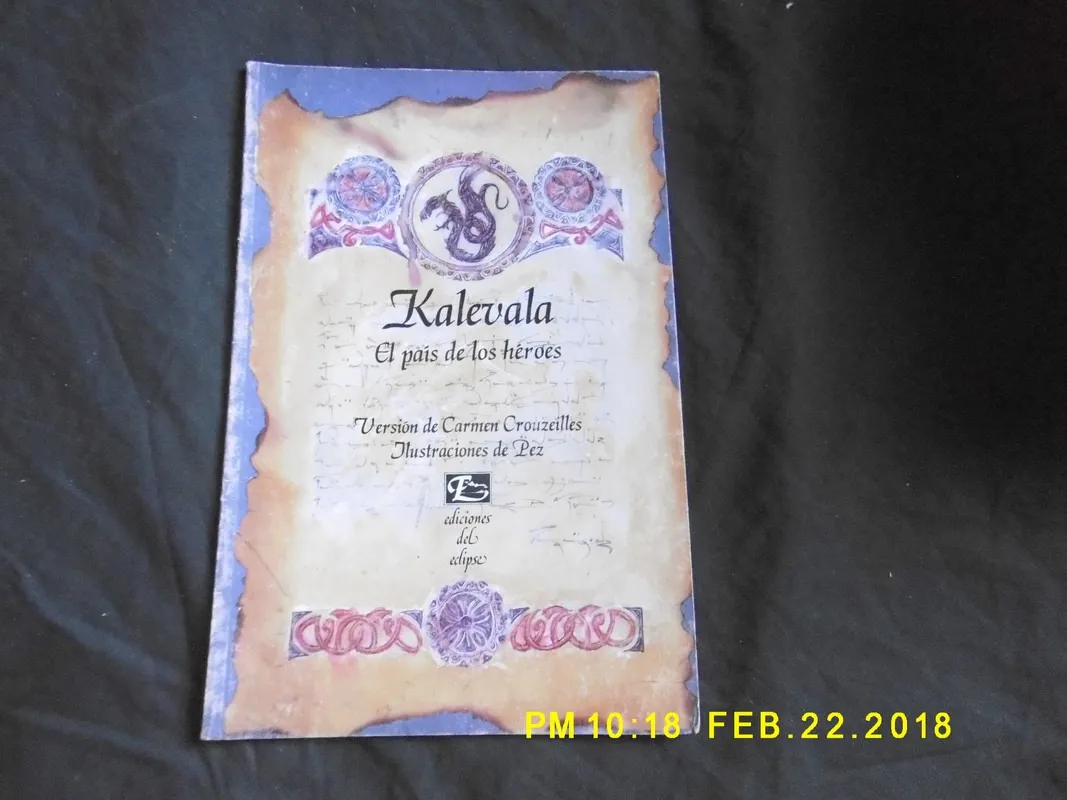 Kalevala
El país de los héroes
Versión de Carmen Crouzeilles
Ilustraciones de Pez
ediciones
del
eclipse
PM 10:18 FEB.22.2018